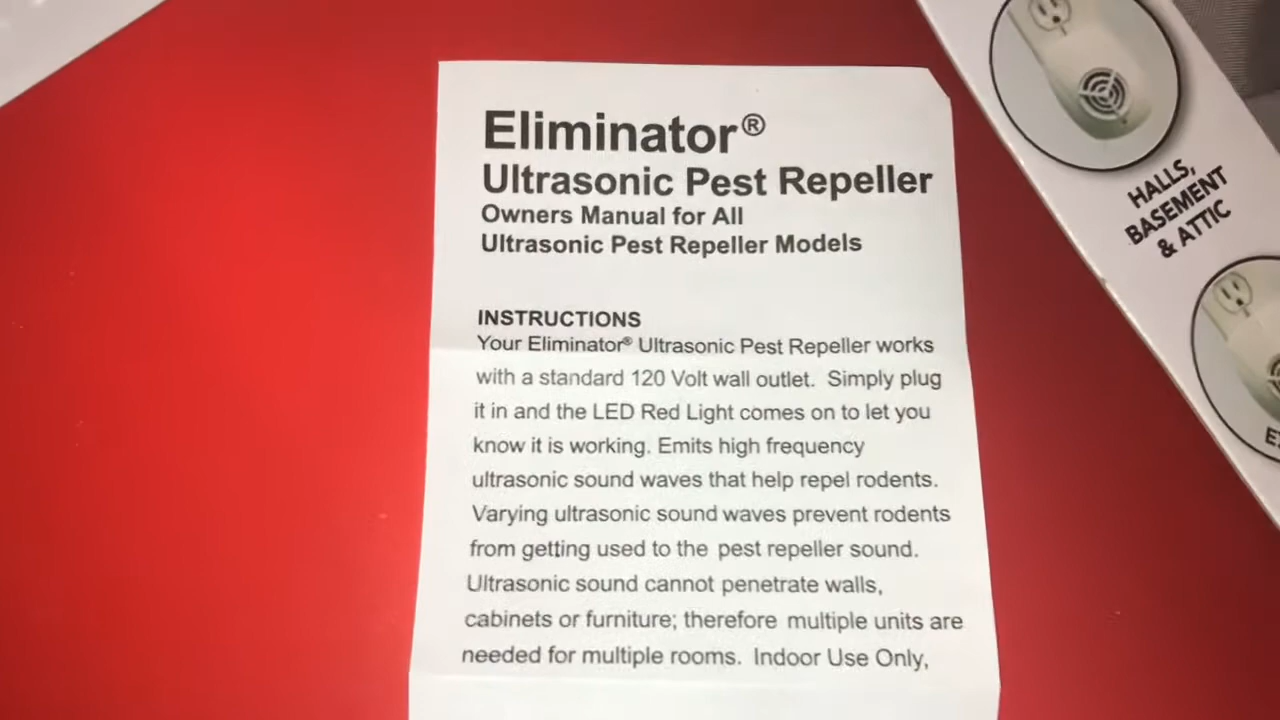 Eliminator®
Ultrasonic Pest Repeller
Owners Manual for All
Ultrasonic Pest Repeller Models
INSTRUCTIONS
Your Eliminator® Ultrasonic Pest Repeller works
with a standard 120 Volt wall outlet. Simply plug
it in and the LED Red Light comes on to let you
know it is working. Emits high frequency
ultrasonic sound waves that help repel rodents.
Varying ultrasonic sound waves prevent rodents
from getting used to the pest repeller sound.
Ultrasonic sound cannot penetrate walls,
cabinets or furniture; therefore multiple units are
needed for multiple rooms. Indoor Use Only,
HALLS,
BASEMENT
& ATTIC